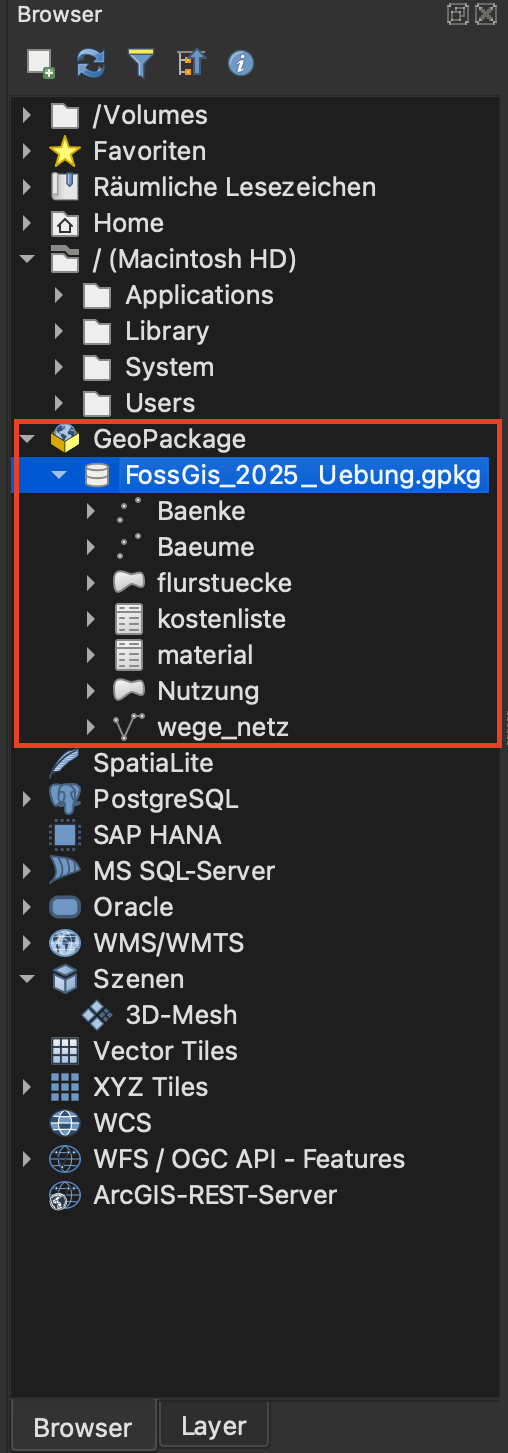 Browser
/Volumes
Favoriten
Räumliche Lesezeichen
Home
/ (Macintosh HD)
Applications
Library
System
Users
GeoPackage
FossGis_2025_Uebung.gpkg
Baenke
Baeume
flurstuecke
kostenliste
material
Nutzung
wege_netz
SpatiaLite
PostgreSQL
SAP HANA
MS SQL-Server
Oracle
WMS/WMTS
Szenen
3D-Mesh
Vector Tiles
XYZ Tiles
WCS
WFS / OGC API - Features
ArcGIS-REST-Server
Browser Layer